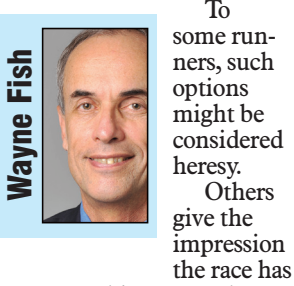 Wayne Fish
To
some run-
ners, such
options
might be
considered
heresy.
Others
give the
impression
the race has